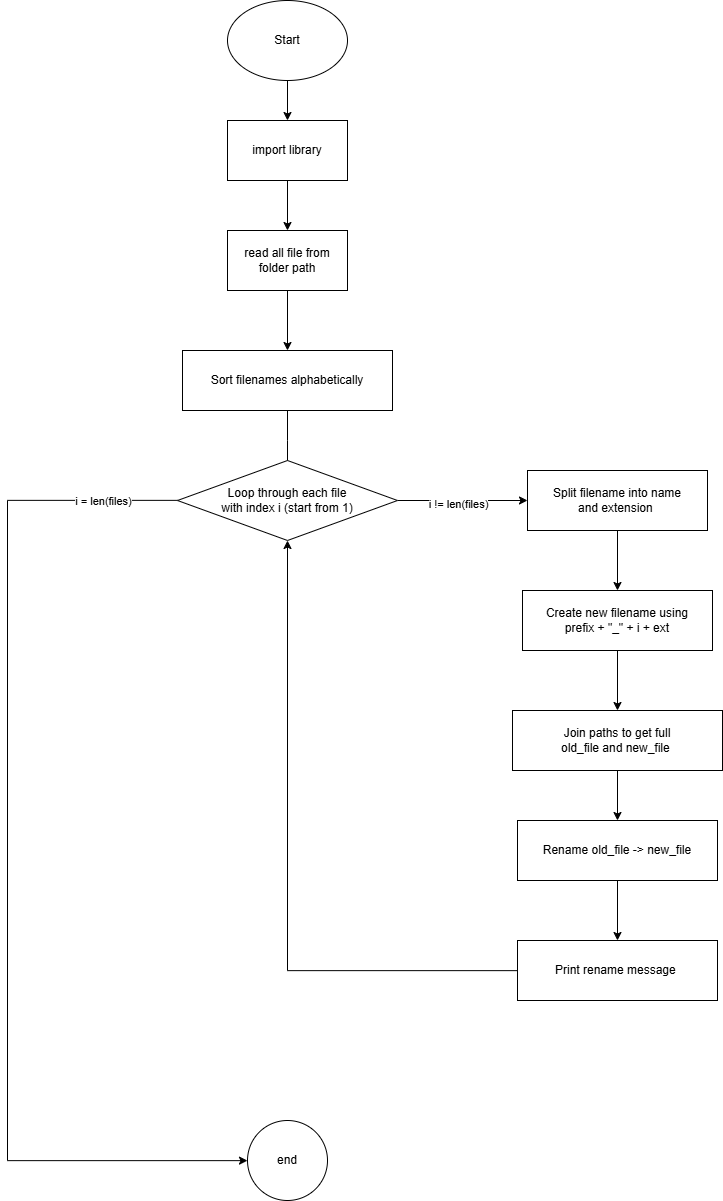 Start
import library
read all file from
folder path
Sort filenames alphabetically
Loop through each file
with index i (start from 1)
i = len(files)
i != len(files)
Split filename into name
and extension
Create new filename using
prefix + "_" + i + ext
Join paths to get full
old_file and new_file
Rename old_file -> new_file
Print rename message
end